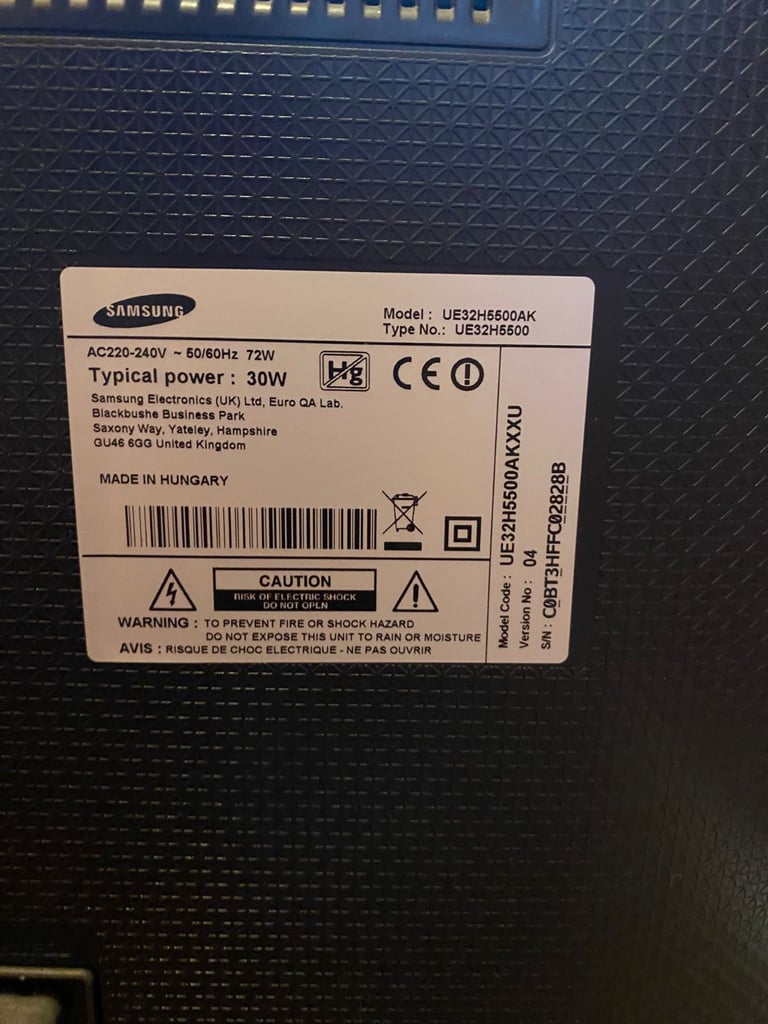 SAMSUNG
Model : UE32H5500AK
Type No.: UE32H5500
AC220-240V ~ 50/60Hz 72W
Typical power : 30W
Hg
CE
Samsung Electronics (UK) Ltd, Euro QA Lab.
Blackbushe Business Park
Saxony Way, Yateley, Hampshire
GU46 6GG United Kingdom
MADE IN HUNGARY
CAUTION
RISK OF ELECTRIC SHOCK
DO NOT OPEN
WARNING : TO PREVENT FIRE OR SHOCK HAZARD
DO NOT EXPOSE THIS UNIT TO RAIN OR MOISTURE
AVIS : RISQUE DE CHOC ELECTRIQUE - NE PAS OUVRIR
Model Code : UE32H5500AKXXU
Version No : 04
S/N : C0BT3HFFC02828B